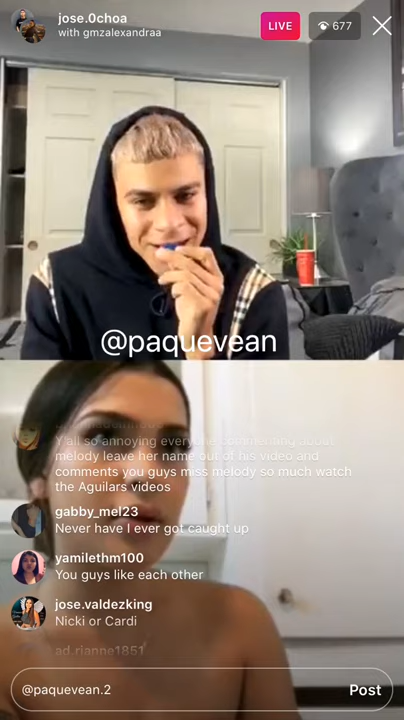 jose.0choa
with gmzalexandraa
LIVE
677
@paquevean
Y'all so annoying everyone commenting about
melody leave her name out of his video and
comments you guys miss melody so much watch
the Aguilars videos
gabby_mel23
Never have I ever got caught up
yamilethm100
You guys like each other
jose.valdezking
Nicki or Cardi
ad.rianne1851
@paquevean.2
Post